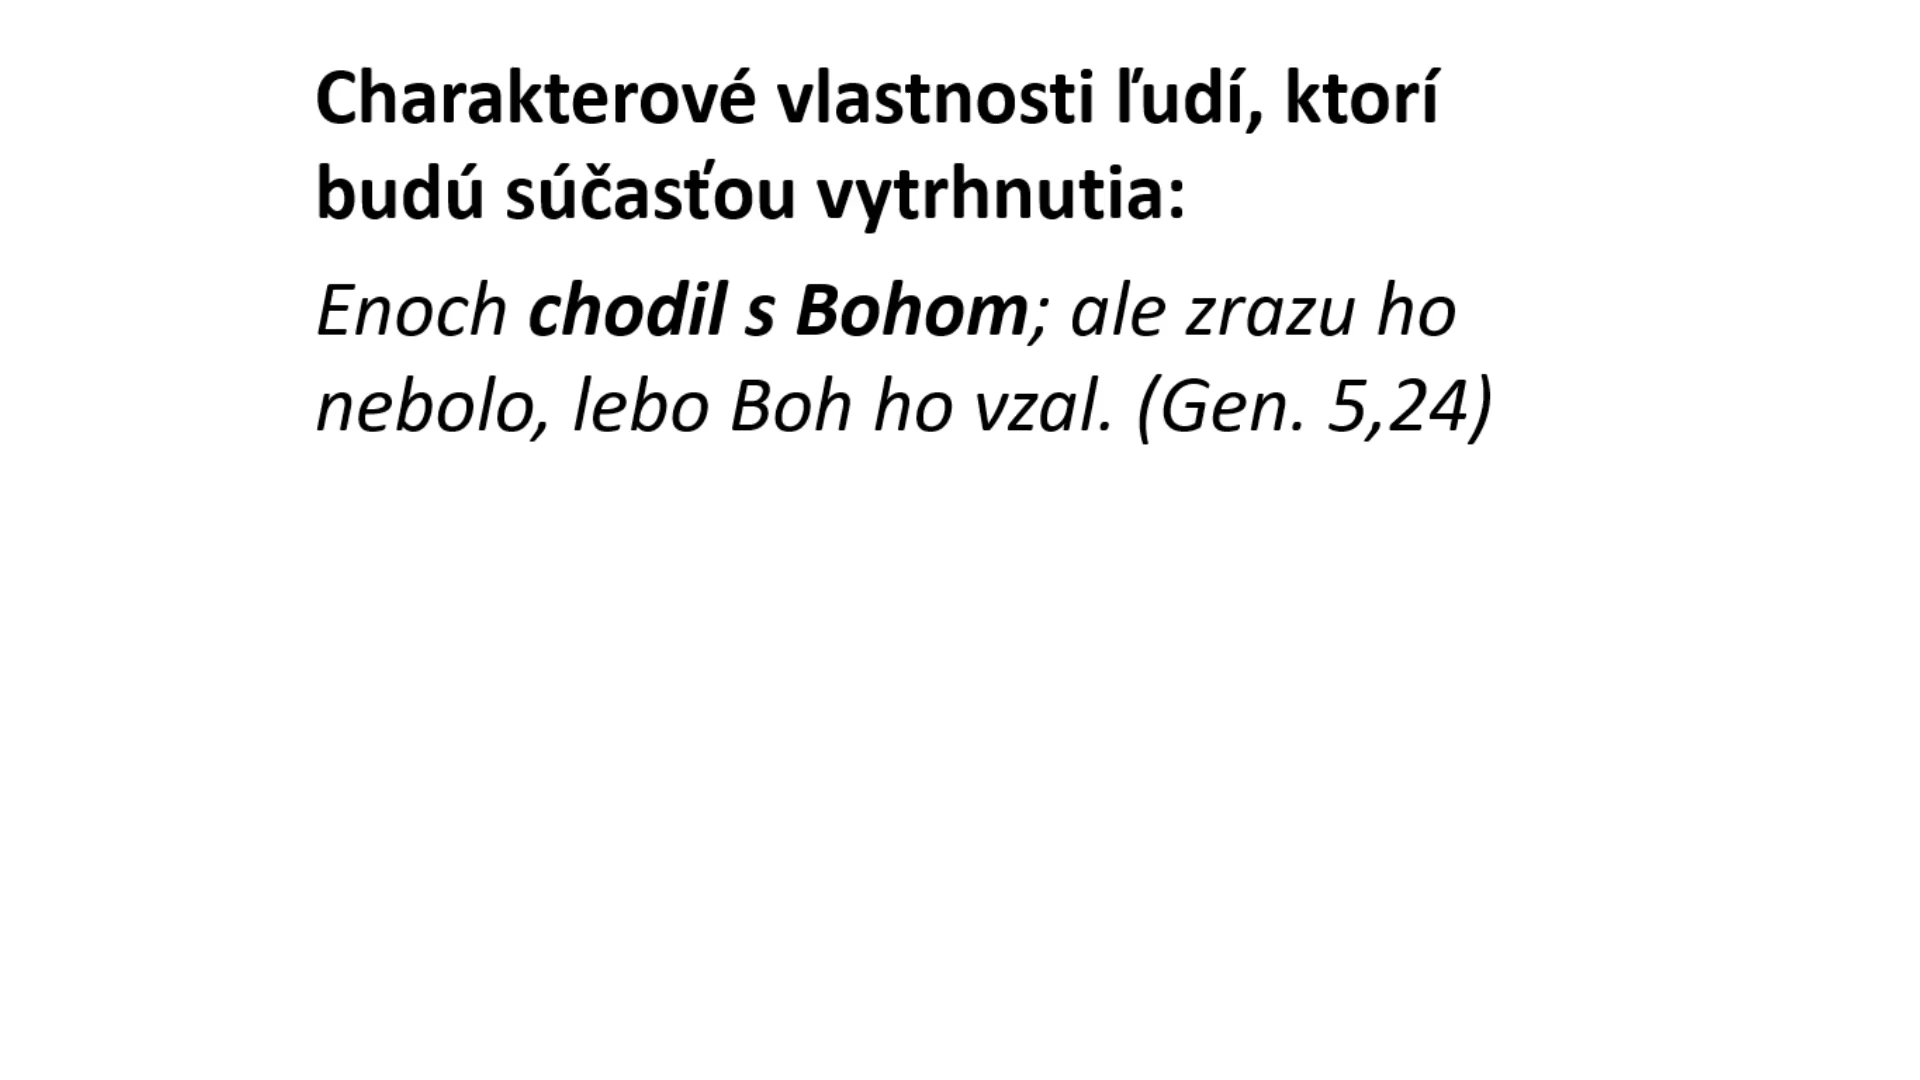 Charakterové vlastnosti ľudí, ktorí
budú súčasťou vytrhnutia:
Enoch chodil s Bohom; ale zrazu ho
nebolo, lebo Boh ho vzal. (Gen. 5,24)